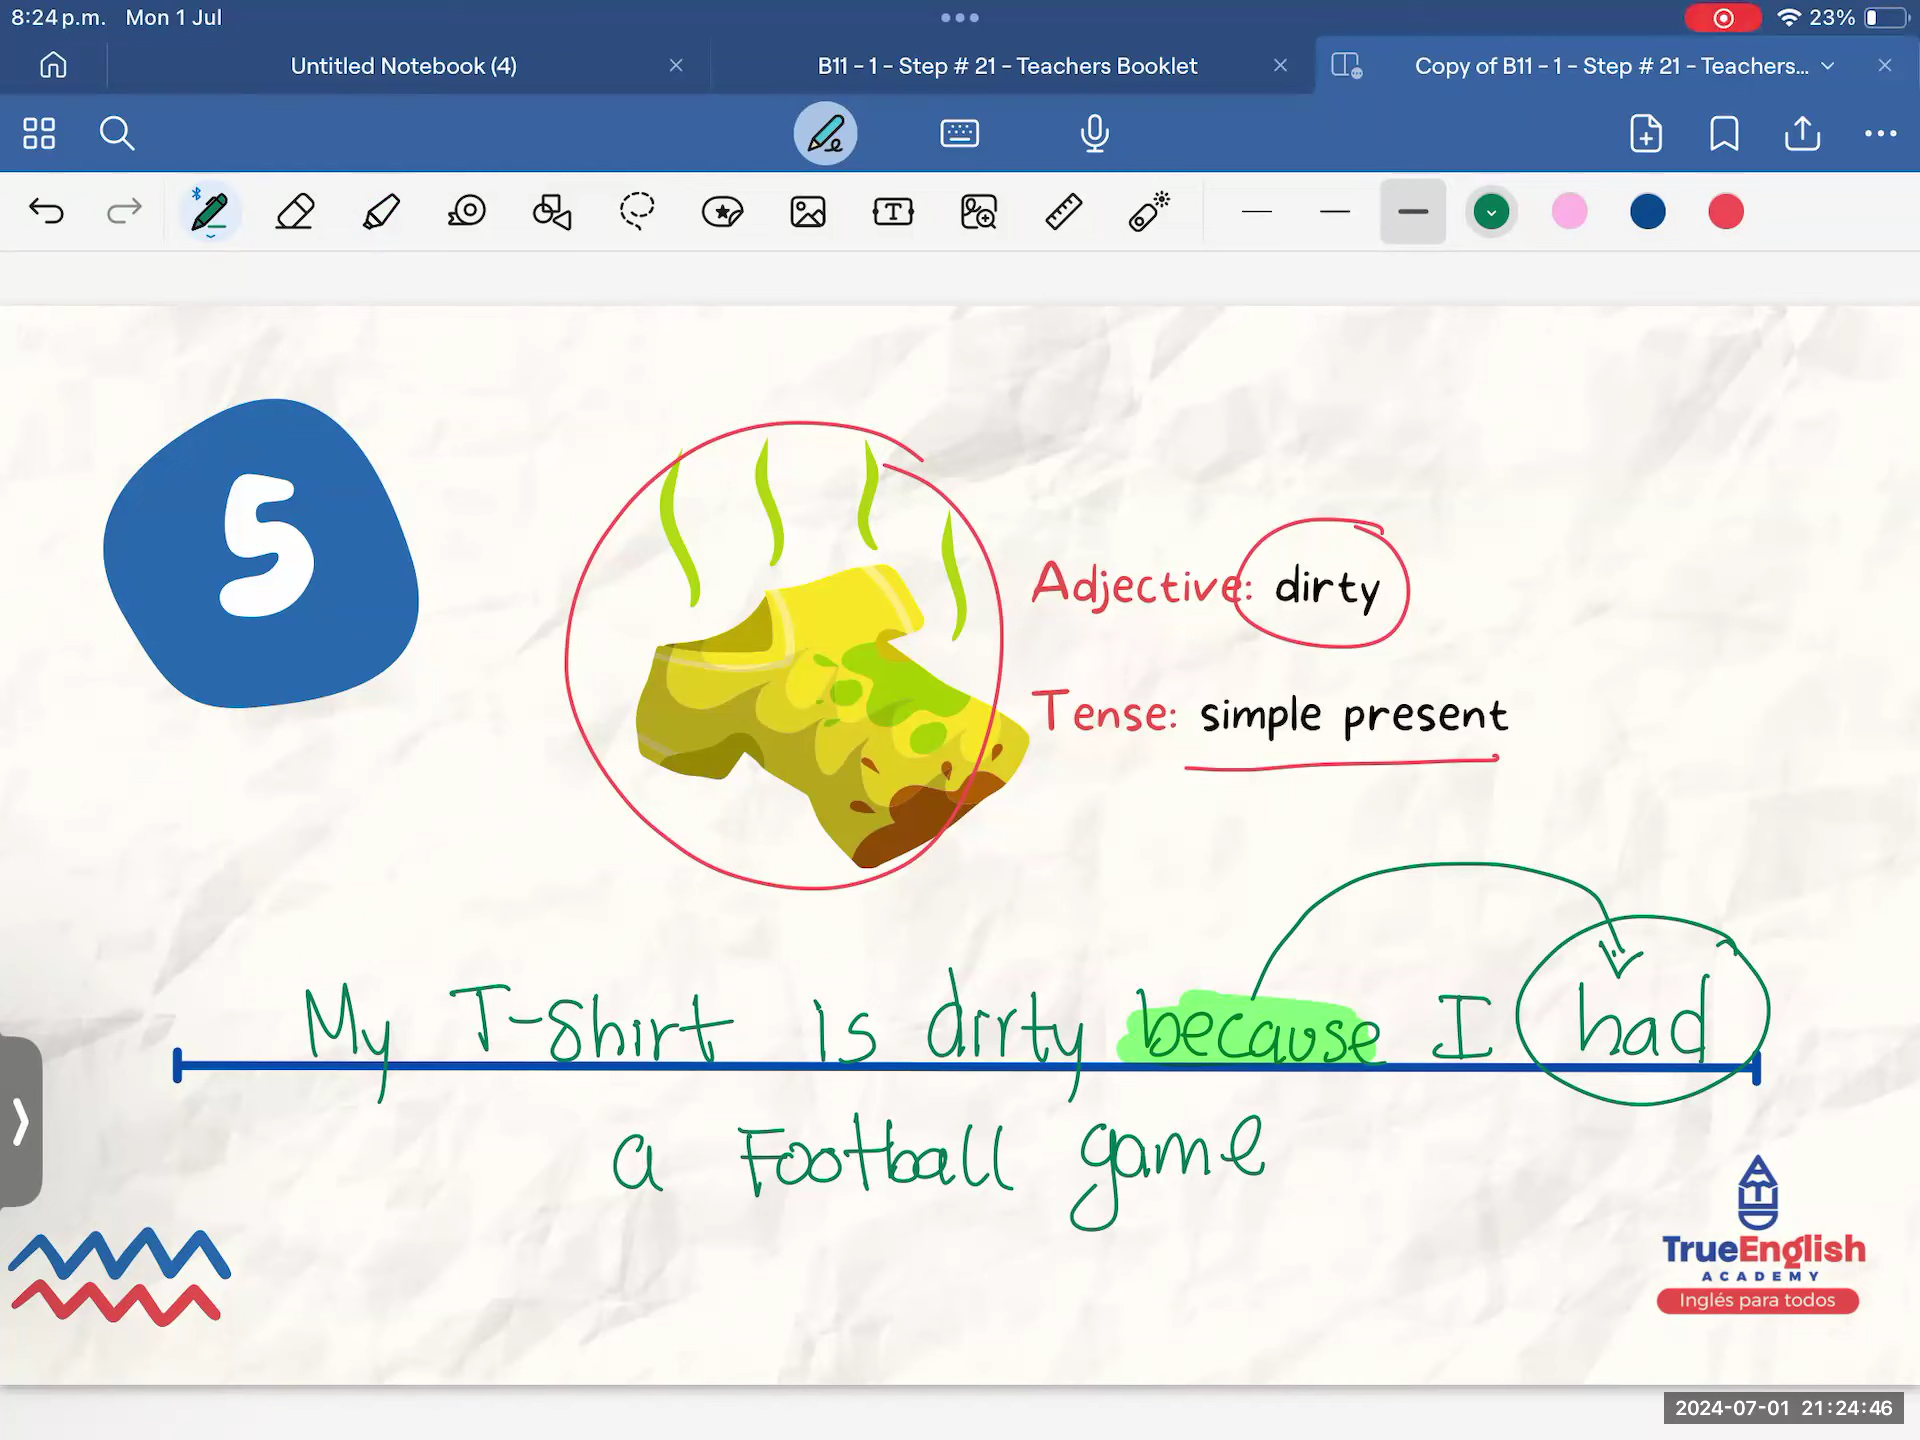 8:24 p.m. Mon 1 Jul
23%
Untitled Notebook (4)
B11 - 1 - Step # 21 - Teachers Booklet
Copy of B11 - 1 - Step # 21 - Teachers...
5
Adjective: dirty
Tense: simple present
My T-shirt is dirty because I had
a Football game
TrueEnglish
ACADEMY
Inglés para todos
2024-07-01 21:24:46